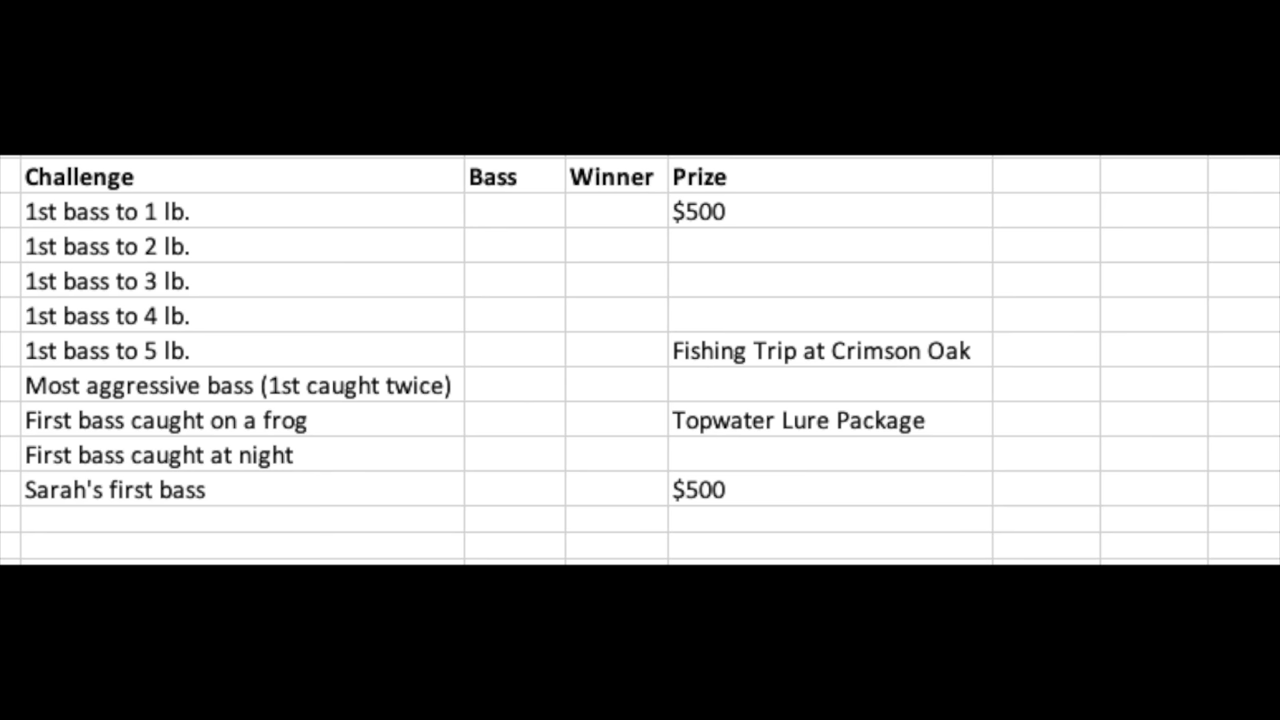 Challenge Bass Winner Prize
1st bass to 1 lb. $500
1st bass to 2 lb.
1st bass to 3 lb.
1st bass to 4 lb.
1st bass to 5 lb. Fishing Trip at Crimson Oak
Most aggressive bass (1st caught twice)
First bass caught on a frog Topwater Lure Package
First bass caught at night
Sarah's first bass $500